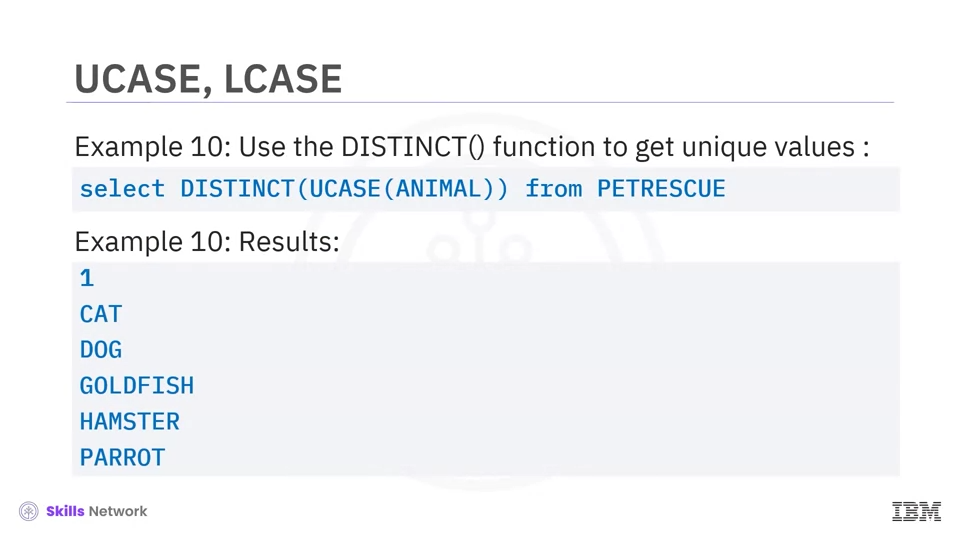 UCASE, LCASE
Example 10: Use the DISTINCT() function to get unique values :
select DISTINCT(UCASE(ANIMAL)) from PETRESCUE
Example 10: Results:
1
CAT
DOG
GOLDFISH
HAMSTER
PARROT
Skills Network
IBM